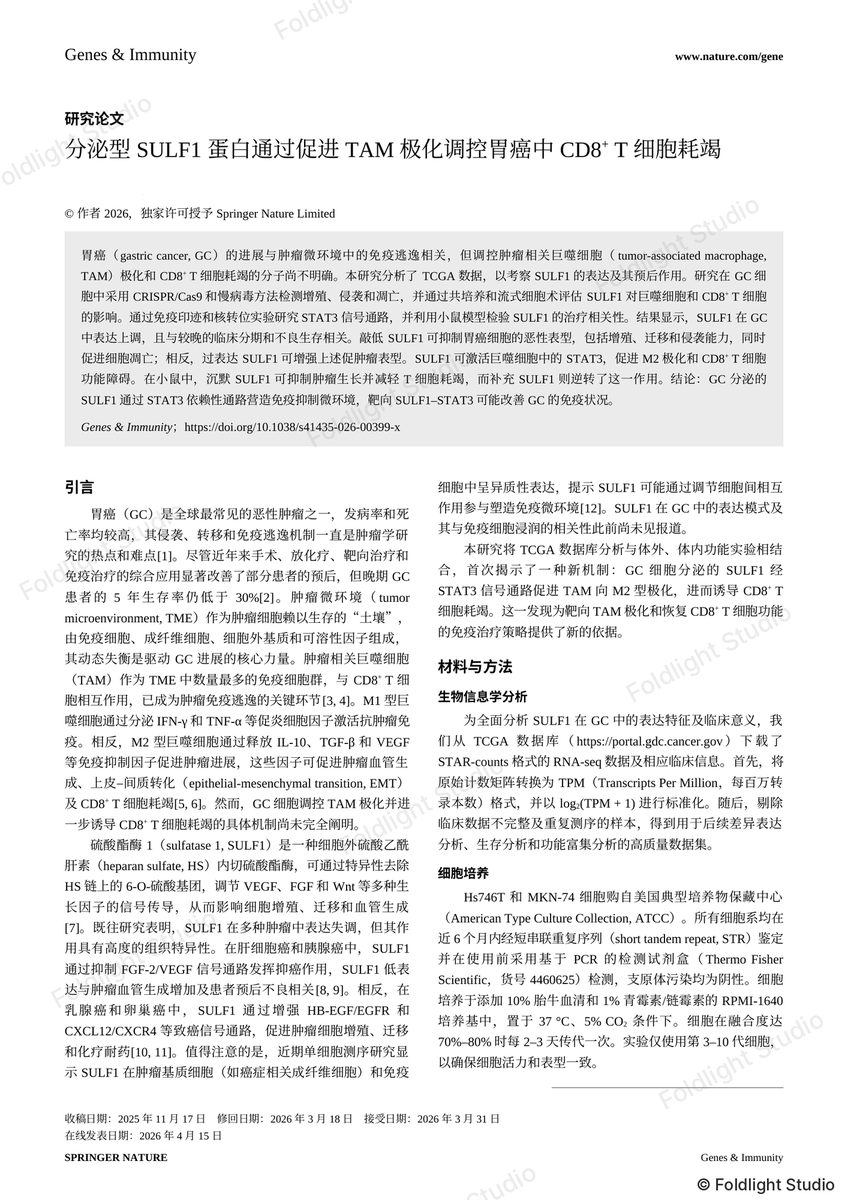 Genes & Immunity
www.nature.com/gene
研究论文
分泌型 SULF1 蛋白通过促进 TAM 极化调控胃癌中 CD8⁺ T 细胞耗竭
© 作者 2026，独家许可授予 Springer Nature Limited
胃癌（gastric cancer, GC）的进展与肿瘤微环境中的免疫逃逸相关，但调控肿瘤相关巨噬细胞（tumor-associated macrophage,
TAM）极化和 CD8⁺ T 细胞耗竭的分子尚不明确。本研究分析了 TCGA 数据，以考察 SULF1 的表达及其预后作用。研究在 GC 细
胞中采用 CRISPR/Cas9 和慢病毒方法检测增殖、侵袭和凋亡，并通过共培养和流式细胞术评估 SULF1 对巨噬细胞和 CD8⁺ T 细胞
的影响。通过免疫印迹和核转位实验研究 STAT3 信号通路，并利用小鼠模型检验 SULF1 的治疗相关性。结果显示，SULF1 在 GC
中表达上调，且与较晚的临床分期和不良生存相关。敲低 SULF1 可抑制胃癌细胞的恶性表型，包括增殖、迁移和侵袭能力，同时
促进细胞凋亡；相反，过表达 SULF1 可增强上述促肿瘤表型。SULF1 可激活巨噬细胞中的 STAT3，促进 M2 极化和 CD8⁺ T 细胞
功能障碍。在小鼠中，沉默 SULF1 可抑制肿瘤生长并减轻 T 细胞耗竭，而补充 SULF1 则逆转了这一作用。结论：GC 分泌的
SULF1 通过 STAT3 依赖性通路营造免疫抑制微环境，靶向 SULF1–STAT3 可能改善 GC 的免疫状况。
Genes & Immunity；https://doi.org/10.1038/s41435-026-00399-x
引言
胃癌（GC）是全球最常见的恶性肿瘤之一，发病率和死
亡率均较高，其侵袭、转移和免疫逃逸机制一直是肿瘤学研
究的热点和难点[1]。尽管近年来手术、放化疗、靶向治疗和
免疫治疗的综合应用显著改善了部分患者的预后，但晚期 GC
患者的 5 年生存率仍低于 30%[2]。肿瘤微环境（tumor
microenvironment, TME）作为肿瘤细胞赖以生存的“土壤”，
由免疫细胞、成纤维细胞、细胞外基质和可溶性因子组成，
其动态失衡是驱动 GC 进展的核心力量。肿瘤相关巨噬细胞
（TAM）作为 TME 中数量最多的免疫细胞群，与 CD8⁺ T 细
胞相互作用，已成为肿瘤免疫逃逸的关键环节[3, 4]。M1 型巨
噬细胞通过分泌 IFN-γ 和 TNF-α 等促炎细胞因子激活抗肿瘤免
疫。相反，M2 型巨噬细胞通过释放 IL-10、TGF-β 和 VEGF
等免疫抑制因子促进肿瘤进展，这些因子可促进肿瘤血管生
成、上皮–间质转化（epithelial-mesenchymal transition, EMT）
及 CD8⁺ T 细胞耗竭[5, 6]。然而，GC 细胞调控 TAM 极化并进
一步诱导 CD8⁺ T 细胞耗竭的具体机制尚未完全阐明。
硫酸酯酶 1（sulfatase 1, SULF1）是一种细胞外硫酸乙酰
肝素（heparan sulfate, HS）内切硫酸酯酶，可通过特异性去除
HS 链上的 6-O-硫酸基团，调节 VEGF、FGF 和 Wnt 等多种生
长因子的信号传导，从而影响细胞增殖、迁移和血管生成
[7]。既往研究表明，SULF1 在多种肿瘤中表达失调，但其作
用具有高度的组织特异性。在肝细胞癌和胰腺癌中，SULF1
通过抑制 FGF-2/VEGF 信号通路发挥抑癌作用，SULF1 低表
达与肿瘤血管生成增加及患者预后不良相关[8, 9]。相反，在
乳腺癌和卵巢癌中，SULF1 通过增强 HB-EGF/EGFR 和
CXCL12/CXCR4 等致癌信号通路，促进肿瘤细胞增殖、迁移
和化疗耐药[10, 11]。值得注意的是，近期单细胞测序研究显
示 SULF1 在肿瘤基质细胞（如癌症相关成纤维细胞）和免疫
细胞中呈异质性表达，提示 SULF1 可能通过调节细胞间相互
作用参与塑造免疫微环境[12]。SULF1 在 GC 中的表达模式及
其与免疫细胞浸润的相关性此前尚未见报道。
本研究将 TCGA 数据库分析与体外、体内功能实验相结
合，首次揭示了一种新机制：GC 细胞分泌的 SULF1 经
STAT3 信号通路促进 TAM 向 M2 型极化，进而诱导 CD8⁺ T
细胞耗竭。这一发现为靶向 TAM 极化和恢复 CD8⁺ T 细胞功能
的免疫治疗策略提供了新的依据。
材料与方法
生物信息学分析
为全面分析 SULF1 在 GC 中的表达特征及临床意义，我
们从 TCGA 数据库（https://portal.gdc.cancer.gov）下载了
STAR-counts 格式的 RNA-seq 数据及相应临床信息。首先，将
原始计数矩阵转换为 TPM（Transcripts Per Million，每百万转
录本数）格式，并以 log₂(TPM + 1) 进行标准化。随后，剔除
临床数据不完整及重复测序的样本，得到用于后续差异表达
分析、生存分析和功能富集分析的高质量数据集。
细胞培养
Hs746T 和 MKN-74 细胞购自美国典型培养物保藏中心
（American Type Culture Collection, ATCC）。所有细胞系均在
近 6 个月内经短串联重复序列（short tandem repeat, STR）鉴定
并在使用前采用基于 PCR 的检测试剂盒（Thermo Fisher
Scientific，货号 4460625）检测，支原体污染均为阴性。细胞
培养于添加 10% 胎牛血清和 1% 青霉素/链霉素的 RPMI-1640
培养基中，置于 37 °C、5% CO₂ 条件下。细胞在融合度达
70%–80% 时每 2–3 天传代一次。实验仅使用第 3–10 代细胞，
以确保细胞活力和表型一致。
收稿日期：2025 年 11 月 17 日 修回日期：2026 年 3 月 18 日 接受日期：2026 年 3 月 31 日
在线发表日期：2026 年 4 月 15 日
SPRINGER NATURE
Genes & Immunity
© Foldlight Studio